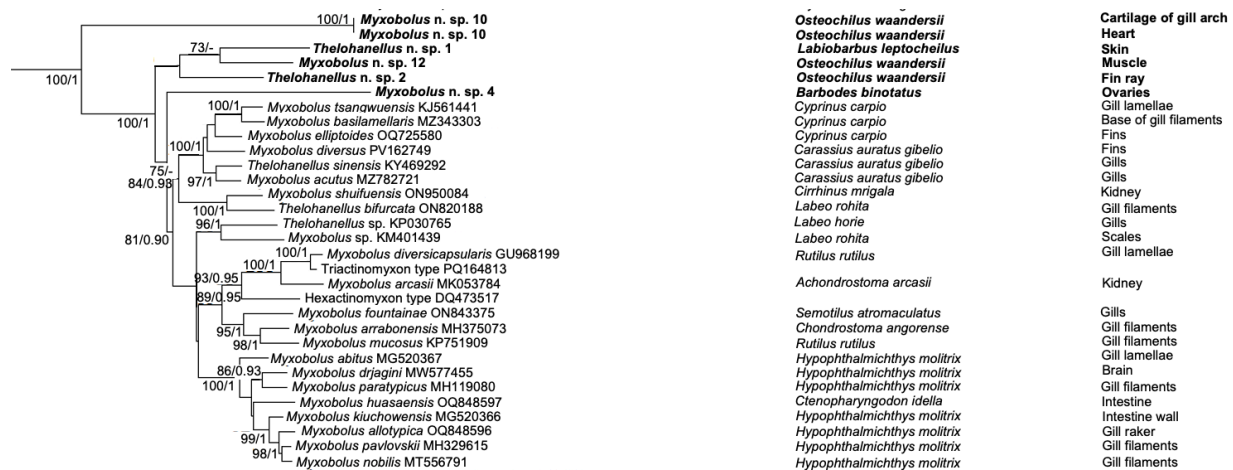 100/1 Myxobolus n. sp. 10 Osteochilus waandersii Cartilage of gill arch
Myxobolus n. sp. 10 Osteochilus waandersii Heart
73/- Thelohanellus n. sp. 1 Labiobarbus leptocheilus Skin
Myxobolus n. sp. 12 Osteochilus waandersii Muscle
100/1 Thelohanellus n. sp. 2 Osteochilus waandersii Fin ray
Myxobolus n. sp. 4 Barbodes binotatus Ovaries
100/1 Myxobolus tsangwuensis KJ561441 Cyprinus carpio Gill lamellae
100/1 Myxobolus basilamellaris MZ343303 Cyprinus carpio Base of gill filaments
Myxobolus elliptoides OQ725580 Cyprinus carpio Fins
100/1 Myxobolus diversus PV162749 Carassius auratus gibelio Fins
75/- Thelohanellus sinensis KY469292 Carassius auratus gibelio Gills
84/0.93 97/1 Myxobolus acutus MZ782721 Carassius auratus gibelio Gills
Myxobolus shuifuensis ON950084 Cirrhinus mrigala Kidney
100/1 Thelohanellus bifurcata ON820188 Labeo rohita Gill filaments
96/1 Thelohanellus sp. KP030765 Labeo horie Gills
81/0.90 Myxobolus sp. KM401439 Labeo rohita Scales
100/1 Myxobolus diversicapsularis GU968199 Rutilus rutilus Gill lamellae
100/1 Triactinomyxon type PQ164813
93/0.95 Myxobolus arcasii MK053784 Achondrostoma arcasii Kidney
89/0.95 Hexactinomyxon type DQ473517
Myxobolus fountainae ON843375 Semotilus atromaculatus Gills
95/1 Myxobolus arrabonensis MH375073 Chondrostoma angorense Gill filaments
98/1 Myxobolus mucosus KP751909 Rutilus rutilus Gill filaments
Myxobolus abitus MG520367 Hypophthalmichthys molitrix Gill lamellae
86/0.93 Myxobolus drjagini MW577455 Hypophthalmichthys molitrix Brain
100/1 Myxobolus paratypicus MH119080 Hypophthalmichthys molitrix Gill filaments
Myxobolus huasaensis OQ848597 Ctenopharyngodon idella Intestine
Myxobolus kiuchowensis MG520366 Hypophthalmichthys molitrix Intestine wall
99/1 Myxobolus allotypica OQ848596 Hypophthalmichthys molitrix Gill raker
98/1 Myxobolus pavlovskii MH329615 Hypophthalmichthys molitrix Gill filaments
Myxobolus nobilis MT556791 Hypophthalmichthys molitrix Gill filaments